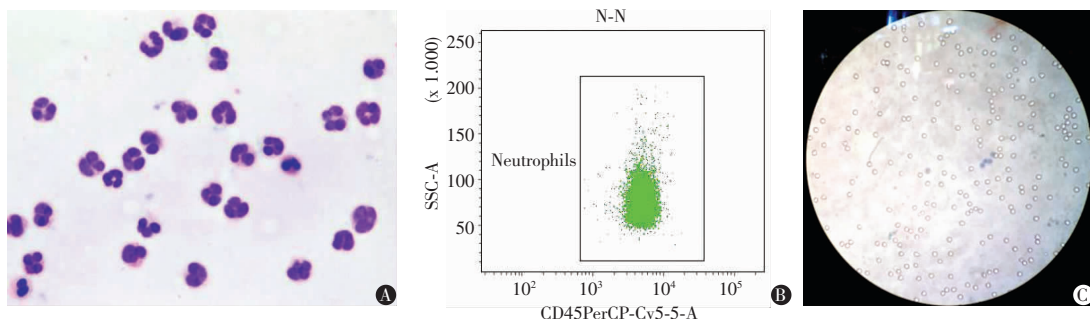 A
N-N
SSC-A
(x 1.000)
250
200
150
100
50
Neutrophils
10²
10³
10⁴
10⁵
CD45PerCP-Cy5-5-A
B
C